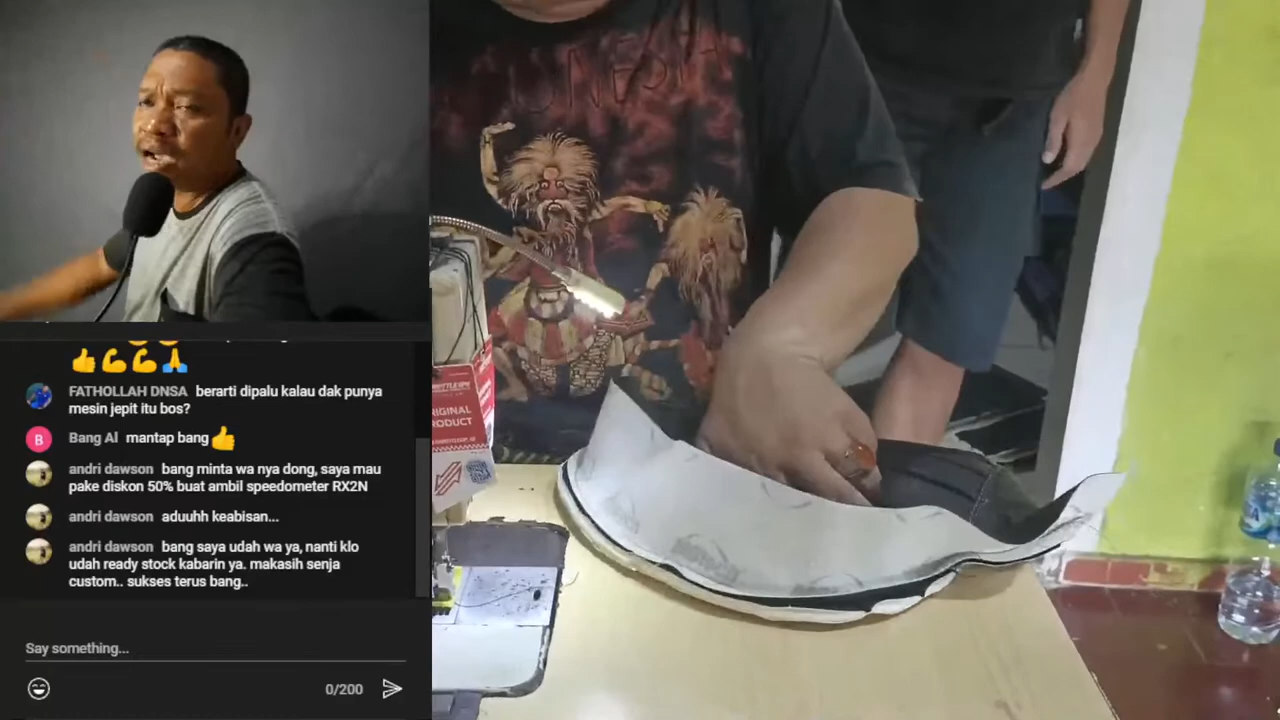 FATHOLLAH DNSA berarti dipalu kalau dak punya
mesin jepit itu bos?
B Bang Al mantap bang👍
andri dawson bang minta wa nya dong, saya mau
pake diskon 50% buat ambil speedometer RX2N
andri dawson aduuhh keabisan...
andri dawson bang saya udah wa ya, nanti klo
udah ready stock kabarin ya. makasih senja
custom.. sukses terus bang..
Say something...
0/200
RIGINAL
RODUCT